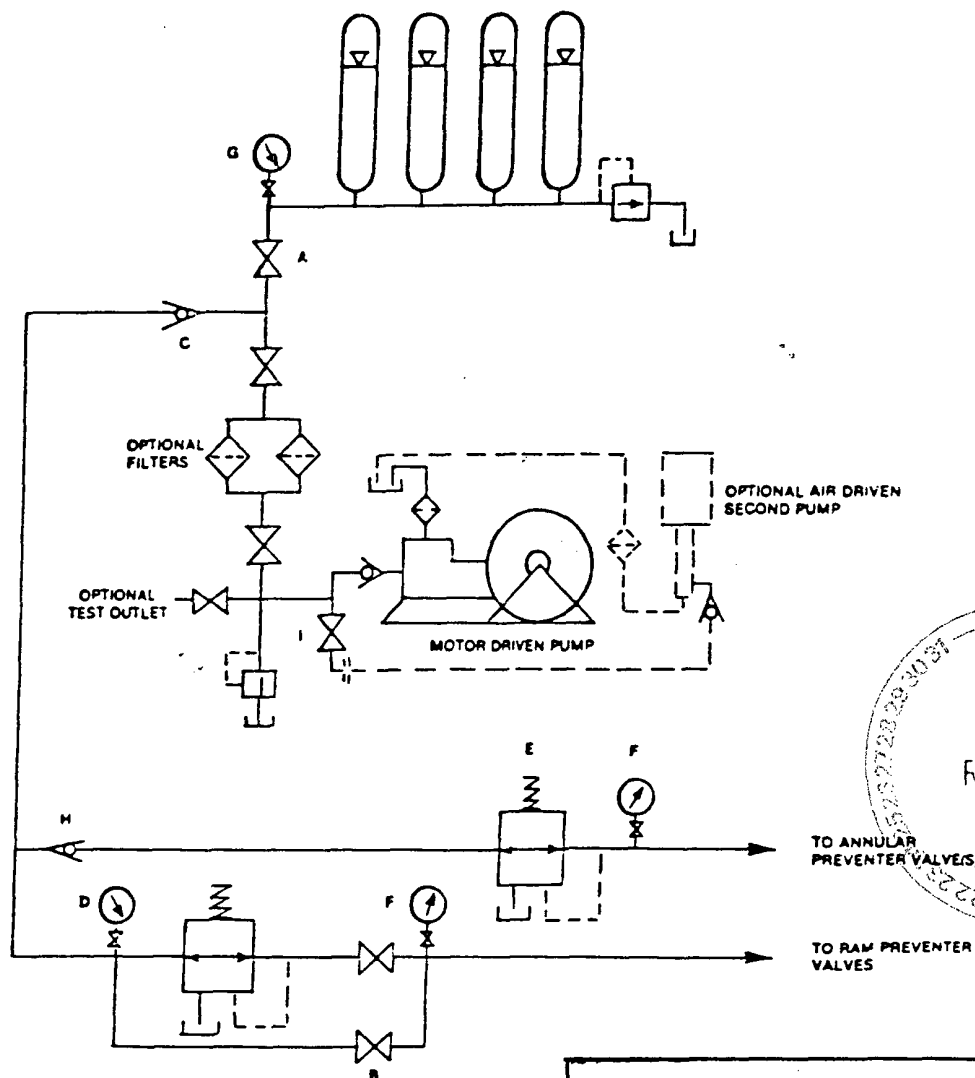 G
A
C
OPTIONAL
FILTERS
OPTIONAL AIR DRIVEN
SECOND PUMP
OPTIONAL
TEST OUTLET
I
MOTOR DRIVEN PUMP
E
F
H
TO ANNULAR
PREVENTER VALVE/S
D
F
TO RAM PREVENTER
VALVES